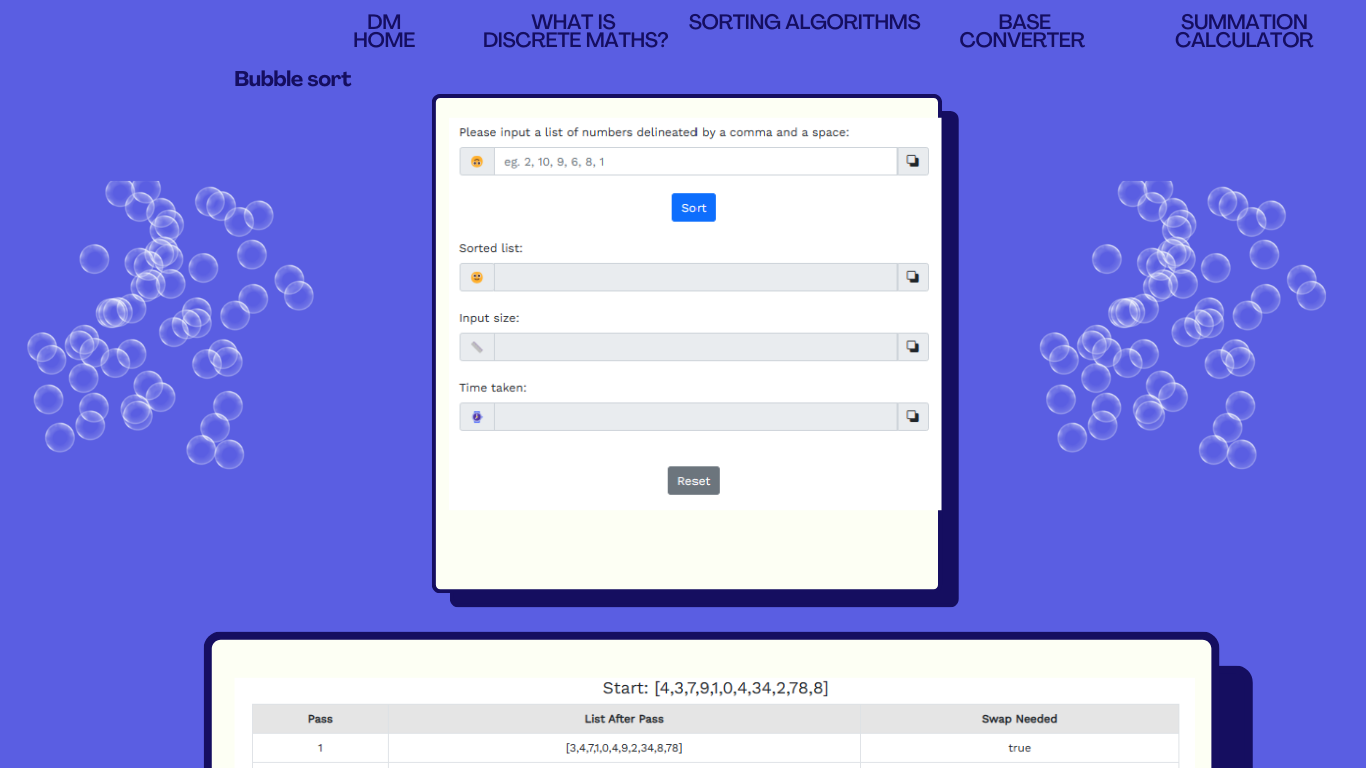 DM
HOME
WHAT IS
DISCRETE MATHS?
SORTING ALGORITHMS
BASE
CONVERTER
SUMMATION
CALCULATOR
Bubble sort
Please input a list of numbers delineated by a comma and a space:
eg. 2, 10, 9, 6, 8, 1
Sort
Sorted list:
Input size:
Time taken:
Reset
Start: [4,3,7,9,1,0,4,34,2,78,8]
Pass List After Pass Swap Needed
1 [3,4,7,1,0,4,9,2,34,8,78] true